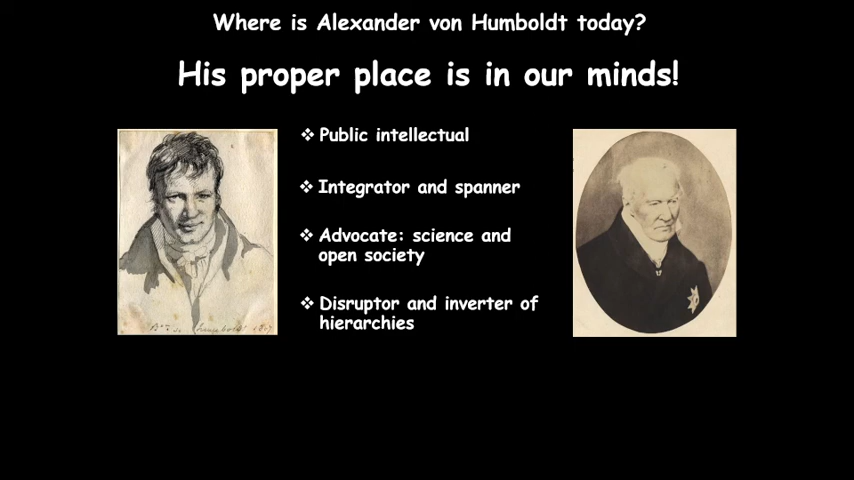 Where is Alexander von Humboldt today?
His proper place is in our minds!
❖ Public intellectual
❖ Integrator and spanner
❖ Advocate: science and
open society
❖ Disruptor and inverter of
hierarchies